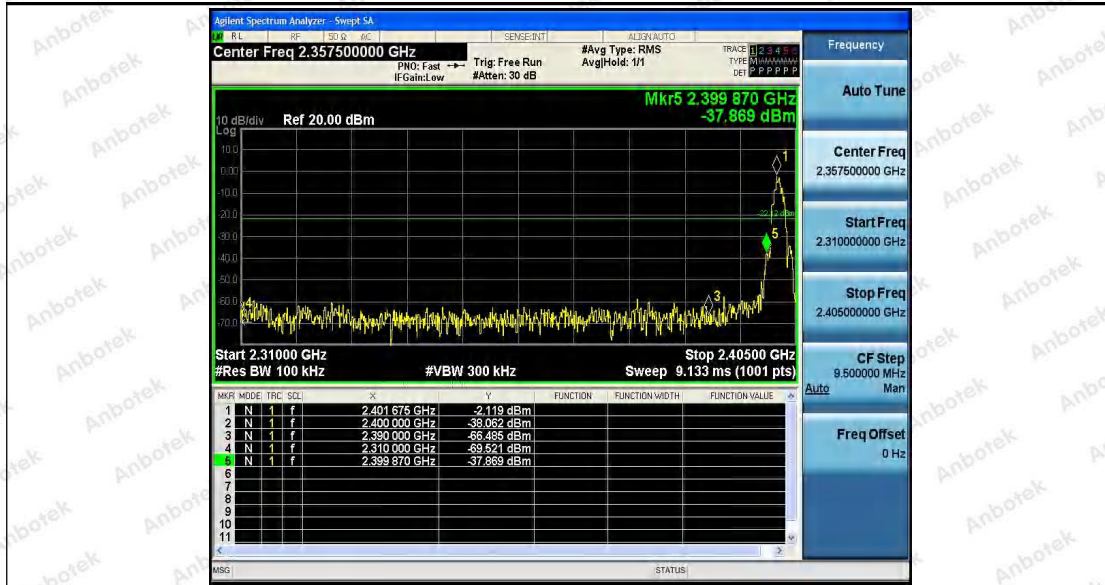 Agilent Spectrum Analyzer - Swept SA
RL RF 50 Ω AC SENSE:INT ALIGNAUTO
Center Freq 2.357500000 GHz
PNO: Fast
IFGain:Low
Trig: Free Run
#Atten: 30 dB
#Avg Type: RMS
Avg|Hold: 1/1
TRACE 1 2 3 4 5 6
TYPE M
DET P P P P P P
Mkr5 2.399 870 GHz
-37.869 dBm
10 dB/div Ref 20.00 dBm
Log
10.0
0.00
-10.0
-20.0
-30.0
-40.0
-50.0
-60.0
-70.0
1
-22.12 dBm
5
3
4
Start 2.31000 GHz Stop 2.40500 GHz
#Res BW 100 kHz #VBW 300 kHz Sweep 9.133 ms (1001 pts)
MKR MODE TRC SCL X Y FUNCTION FUNCTION WIDTH FUNCTION VALUE
1 N 1 f 2.401 675 GHz -2.119 dBm
2 N 1 f 2.400 000 GHz -38.062 dBm
3 N 1 f 2.390 000 GHz -66.485 dBm
4 N 1 f 2.310 000 GHz -69.521 dBm
5 N 1 f 2.399 870 GHz -37.869 dBm
6
7
8
9
10
11
MSG STATUS
Frequency
Auto Tune
Center Freq
2.357500000 GHz
Start Freq
2.310000000 GHz
Stop Freq
2.405000000 GHz
CF Step
9.500000 MHz
Auto Man
Freq Offset
0 Hz
Anbotek